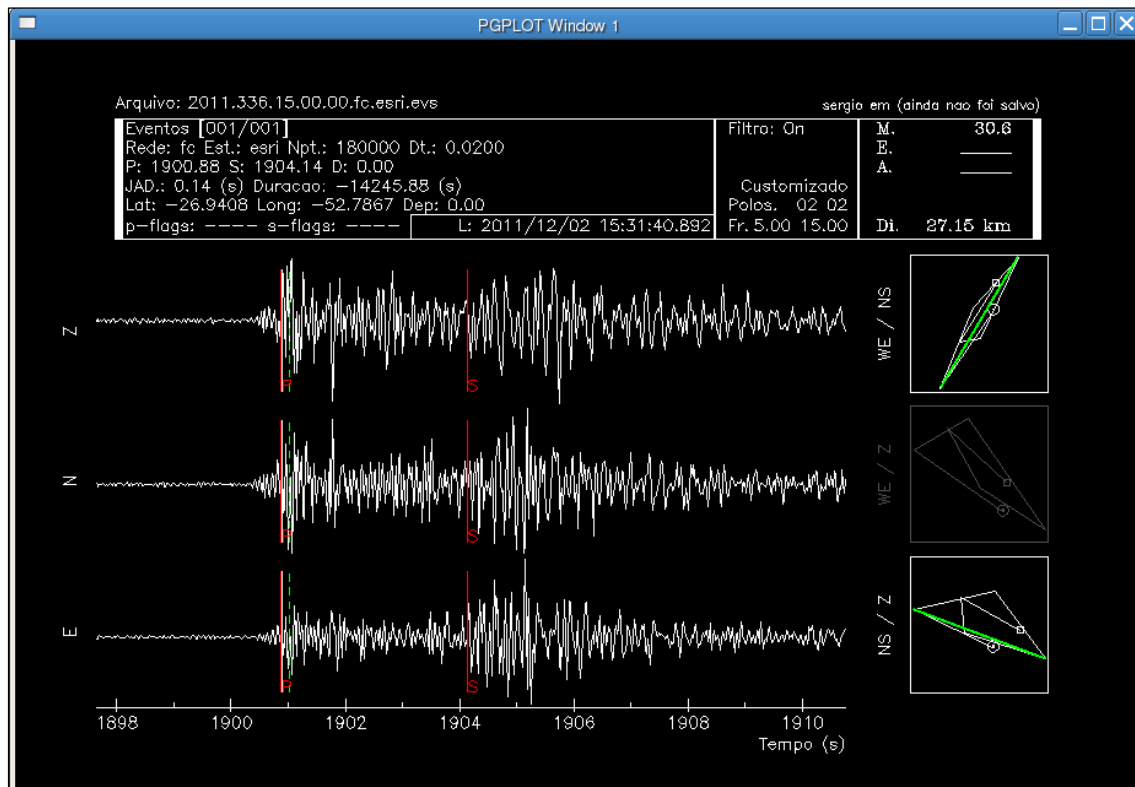 PGPLOT Window 1
Arquivo: 2011.336.15.00.00.fc.esri.evs
sergio em (ainda nao foi salvo)
Eventos [001/001]
Rede: fc Est.: esri Npt.: 180000 Dt.: 0.0200
P: 1900.88 S: 1904.14 D: 0.00
JAD.: 0.14 (s) Duracao: -14245.88 (s)
Lat: -26.9408 Long: -52.7867 Dep: 0.00
p-flags: ---- s-flags: ----
L: 2011/12/02 15:31:40.892
Filtro: On
Customizado
Polos. 02 02
Fr. 5.00 15.00
M. 30.6
E. ____
A. ____
Di. 27.15 km
Z
P
S
WE / NS
N
P
S
WE / Z
E
P
S
NS / Z
1898 1900 1902 1904 1906 1908 1910
Tempo (s)